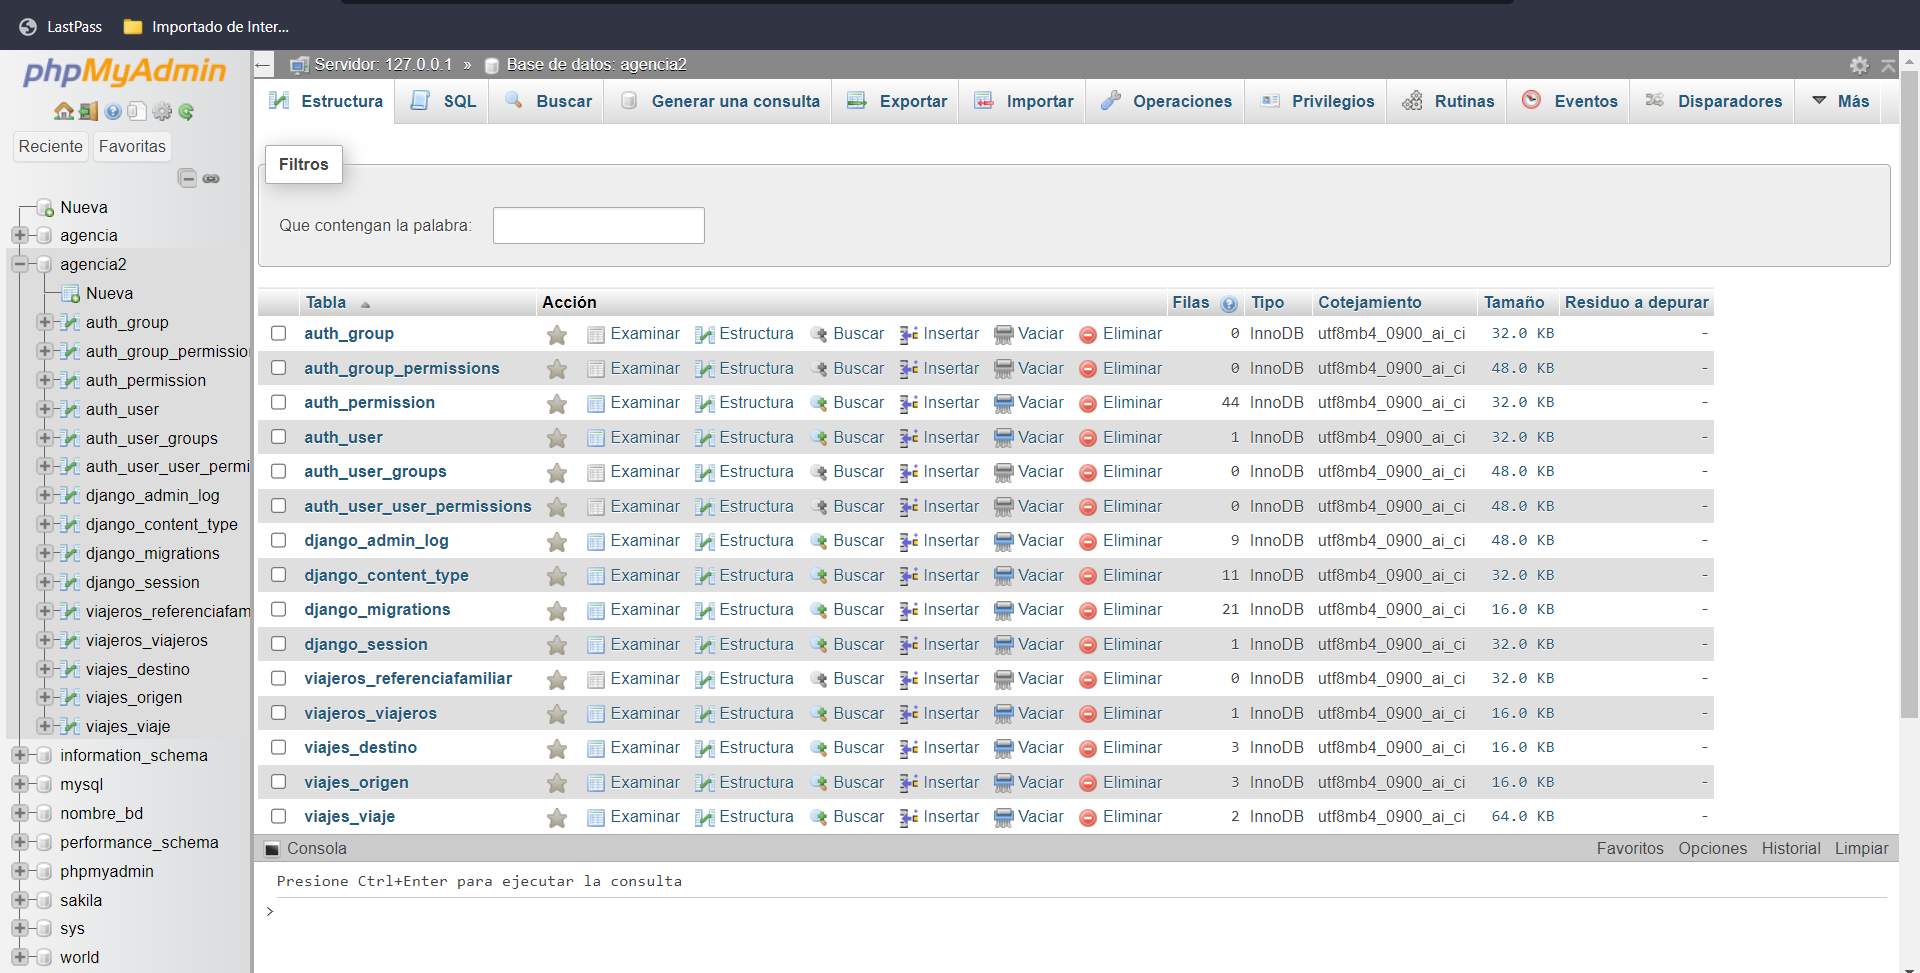 LastPass Importado de Inter...
phpMyAdmin
Reciente Favoritas
Nueva
agencia
agencia2
Nueva
auth_group
auth_group_permission
auth_permission
auth_user
auth_user_groups
auth_user_user_permi
django_admin_log
django_content_type
django_migrations
django_session
viajeros_referenciafam
viajeros_viajeros
viajes_destino
viajes_origen
viajes_viaje
information_schema
mysql
nombre_bd
performance_schema
phpmyadmin
sakila
sys
world
← Servidor: 127.0.0.1 » Base de datos: agencia2
Estructura SQL Buscar Generar una consulta Exportar Importar Operaciones Privilegios Rutinas Eventos Disparadores Más
Filtros
Que contengan la palabra:
Tabla Acción Filas Tipo Cotejamiento Tamaño Residuo a depurar
auth_group Examinar Estructura Buscar Insertar Vaciar Eliminar 0 InnoDB utf8mb4_0900_ai_ci 32.0 KB -
auth_group_permissions Examinar Estructura Buscar Insertar Vaciar Eliminar 0 InnoDB utf8mb4_0900_ai_ci 48.0 KB -
auth_permission Examinar Estructura Buscar Insertar Vaciar Eliminar 44 InnoDB utf8mb4_0900_ai_ci 32.0 KB -
auth_user Examinar Estructura Buscar Insertar Vaciar Eliminar 1 InnoDB utf8mb4_0900_ai_ci 32.0 KB -
auth_user_groups Examinar Estructura Buscar Insertar Vaciar Eliminar 0 InnoDB utf8mb4_0900_ai_ci 48.0 KB -
auth_user_user_permissions Examinar Estructura Buscar Insertar Vaciar Eliminar 0 InnoDB utf8mb4_0900_ai_ci 48.0 KB -
django_admin_log Examinar Estructura Buscar Insertar Vaciar Eliminar 9 InnoDB utf8mb4_0900_ai_ci 48.0 KB -
django_content_type Examinar Estructura Buscar Insertar Vaciar Eliminar 11 InnoDB utf8mb4_0900_ai_ci 32.0 KB -
django_migrations Examinar Estructura Buscar Insertar Vaciar Eliminar 21 InnoDB utf8mb4_0900_ai_ci 16.0 KB -
django_session Examinar Estructura Buscar Insertar Vaciar Eliminar 1 InnoDB utf8mb4_0900_ai_ci 32.0 KB -
viajeros_referenciafamiliar Examinar Estructura Buscar Insertar Vaciar Eliminar 0 InnoDB utf8mb4_0900_ai_ci 32.0 KB -
viajeros_viajeros Examinar Estructura Buscar Insertar Vaciar Eliminar 1 InnoDB utf8mb4_0900_ai_ci 16.0 KB -
viajes_destino Examinar Estructura Buscar Insertar Vaciar Eliminar 3 InnoDB utf8mb4_0900_ai_ci 16.0 KB -
viajes_origen Examinar Estructura Buscar Insertar Vaciar Eliminar 3 InnoDB utf8mb4_0900_ai_ci 16.0 KB -
viajes_viaje Examinar Estructura Buscar Insertar Vaciar Eliminar 2 InnoDB utf8mb4_0900_ai_ci 64.0 KB -
Consola Favoritos Opciones Historial Limpiar
Presione Ctrl+Enter para ejecutar la consulta
>